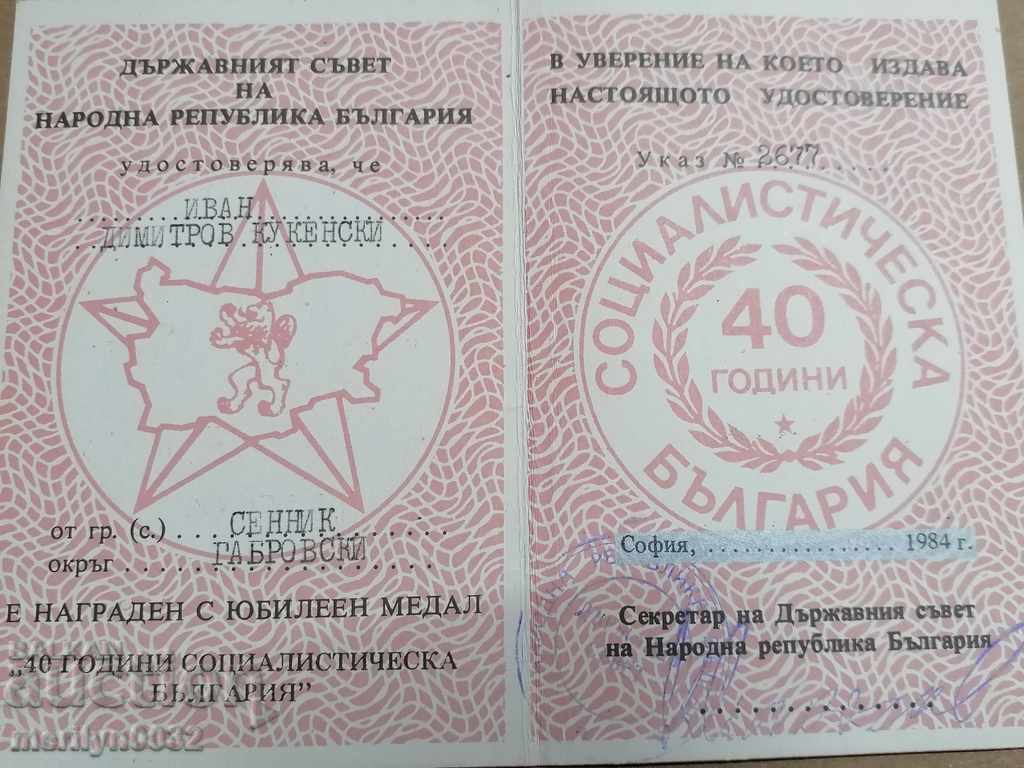 ДЪРЖАВНИЯТ СЪВЕТ
НА
НАРОДНА РЕПУБЛИКА БЪЛГАРИЯ
удостоверява, че
ИВАН
ДИМИТРОВ КУКЕНСКИ
от гр. (с.) СЕННИК
окръг ГАБРОВСКИ
Е НАГРАДЕН С ЮБИЛЕЕН МЕДАЛ
„40 ГОДИНИ СОЦИАЛИСТИЧЕСКА
БЪЛГАРИЯ”
В УВЕРЕНИЕ НА КОЕТО ИЗДАВА
НАСТОЯЩОТО УДОСТОВЕРЕНИЕ
Указ № 2677
СОЦИАЛИСТИЧЕСКА
40
ГОДИНИ
БЪЛГАРИЯ
София, ................ 1984 г.
Секретар на Държавния съвет
на Народна република България
BALKAN
auction
merilyn0032